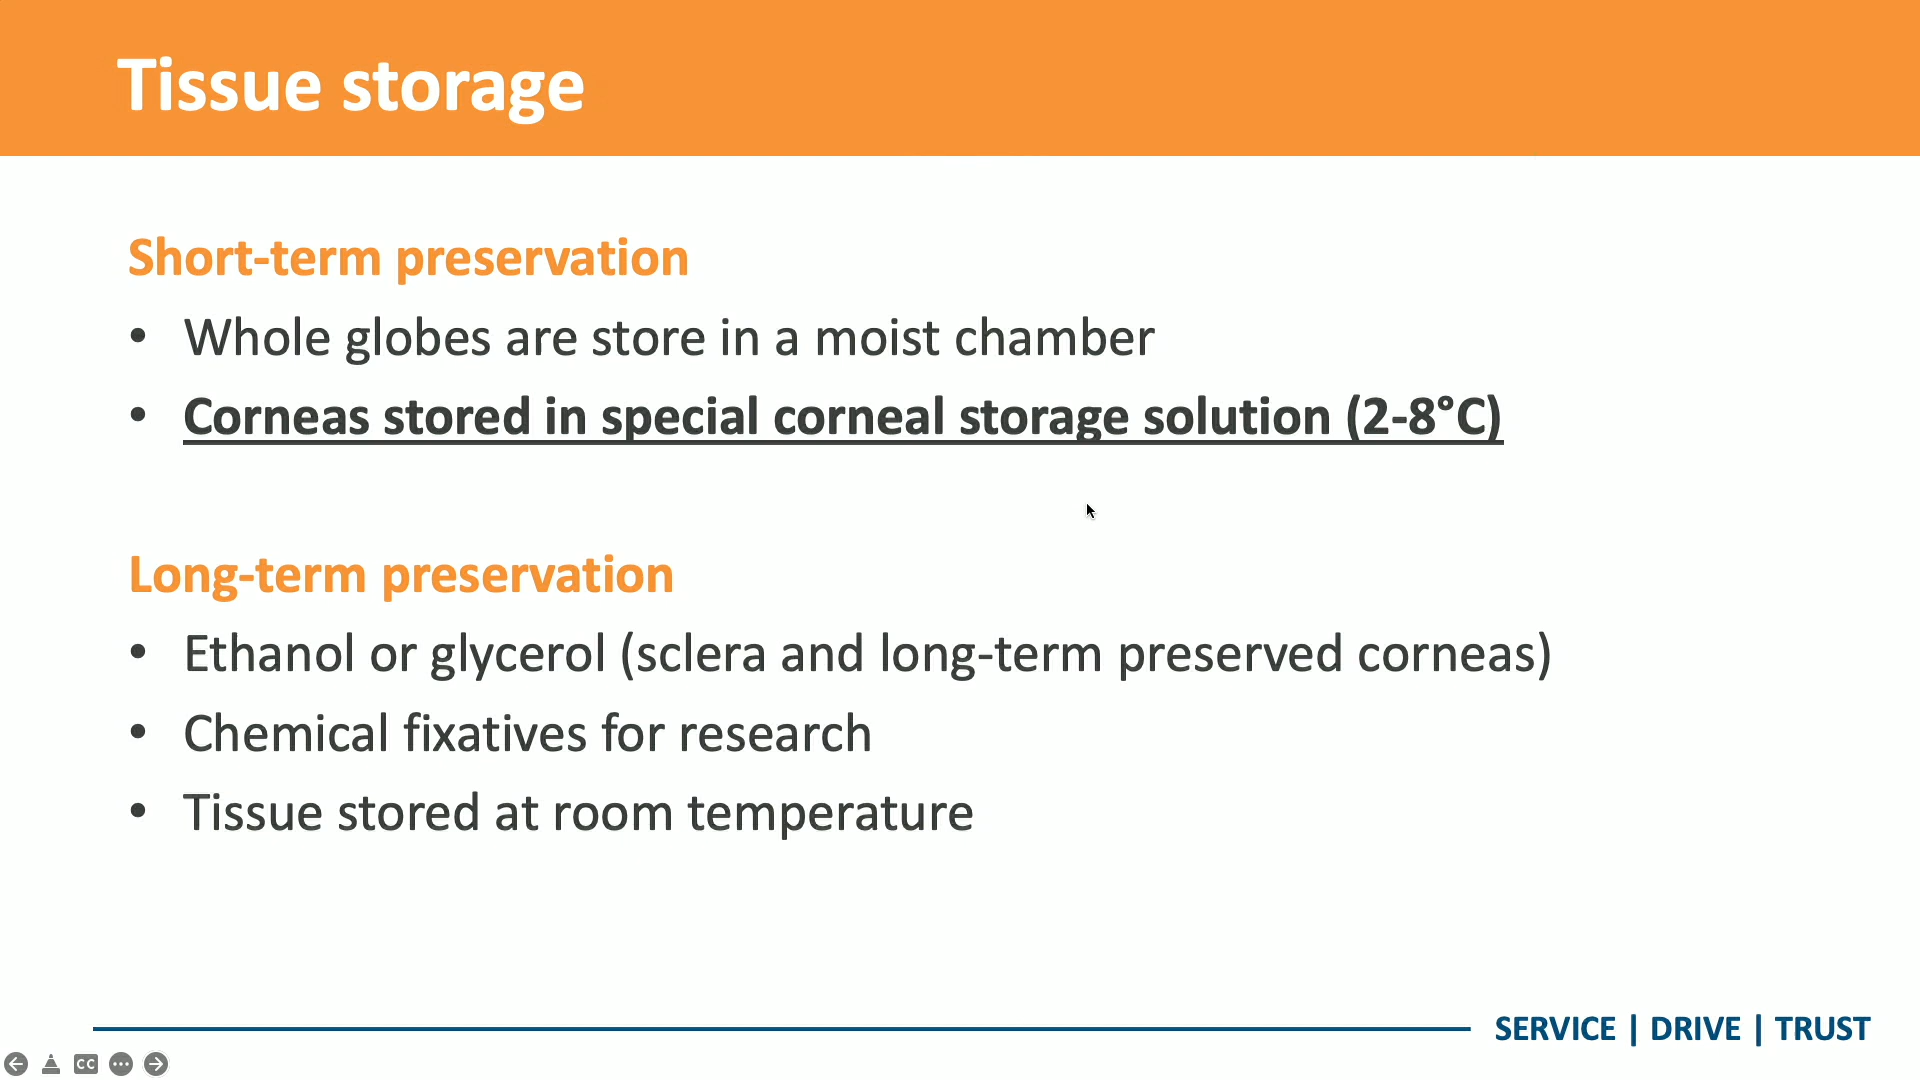 Tissue storage
Short-term preservation
• Whole globes are store in a moist chamber
• Corneas stored in special corneal storage solution (2-8°C)
Long-term preservation
• Ethanol or glycerol (sclera and long-term preserved corneas)
• Chemical fixatives for research
• Tissue stored at room temperature
SERVICE | DRIVE | TRUST
CC